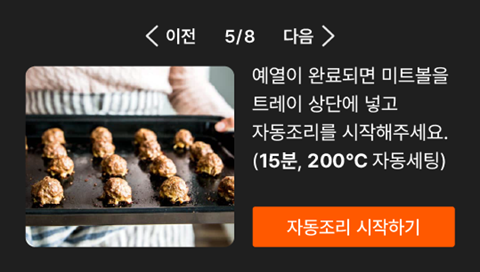 이전 5/8 다음
예열이 완료되면 미트볼을
트레이 상단에 넣고
자동조리를 시작해주세요.
(15분, 200°C 자동세팅)
자동조리 시작하기